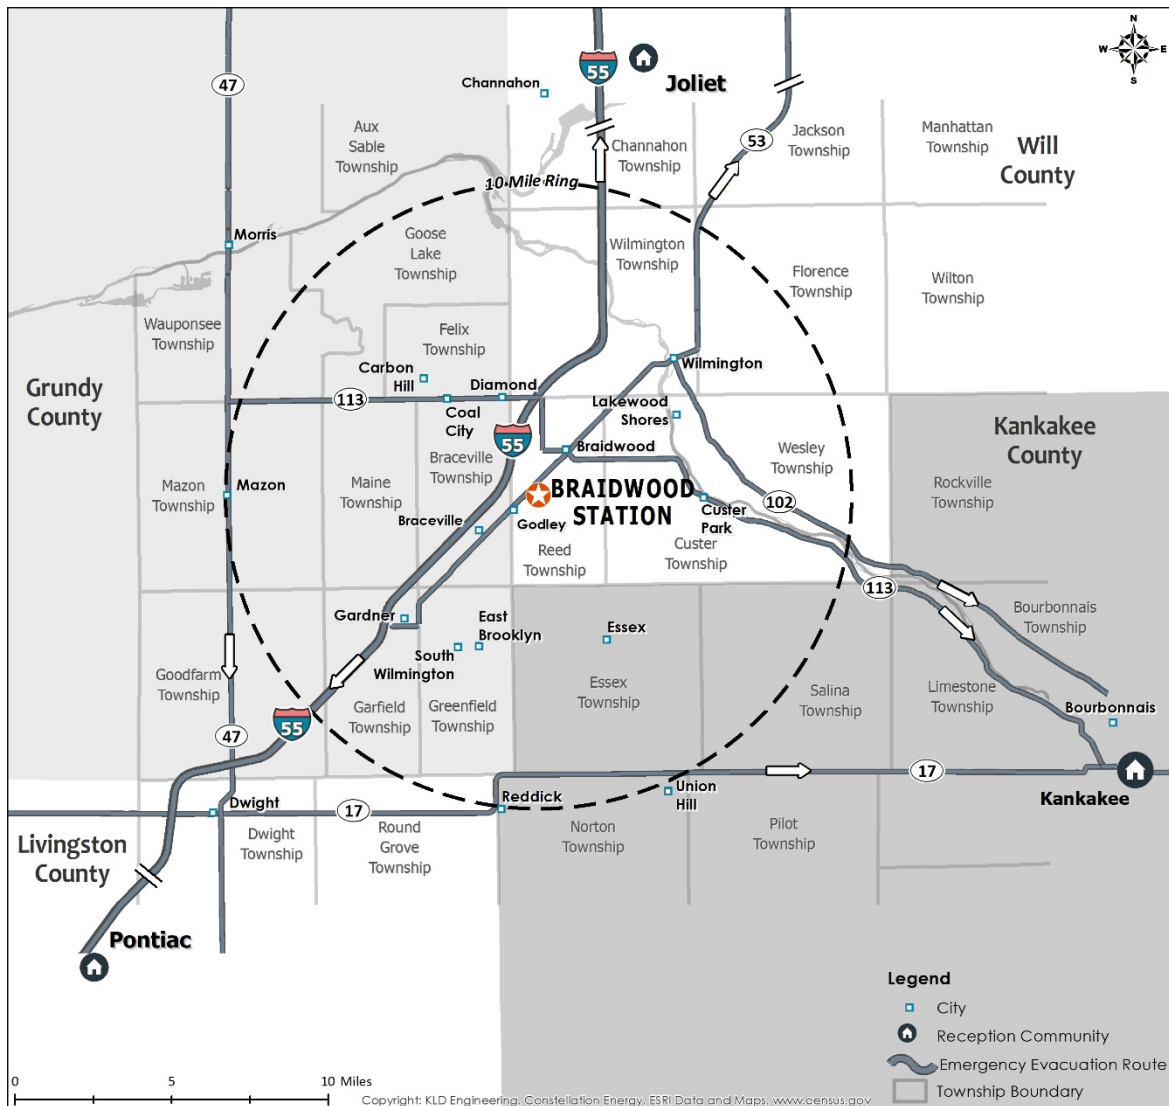 N
W
E
S
55
Joliet
47
Channahon
Aux
Sable
Township
Channahon
Township
53
Jackson
Township
Manhattan
Township
Will
County
10 Mile Ring
Morris
Goose
Lake
Township
Wilmington
Township
Florence
Township
Wilton
Township
Wauponsee
Township
Felix
Township
Carbon
Hill
Diamond
Wilmington
Grundy
County
113
Coal
City
Lakewood
Shores
Kankakee
County
55
Braidwood
Braceville
Township
Wesley
Township
Mazon
Township
Mazon
Maine
Township
BRAIDWOOD
STATION
Rockville
Township
Braceville
Godley
Custer
Park
102
Reed
Township
Custer
Township
113
Gardner
East
Brooklyn
Essex
Bourbonnais
Township
South
Wilmington
Goodfarm
Township
Essex
Township
Salina
Township
Limestone
Township
Garfield
Township
Greenfield
Township
55
47
Bourbonnais
17
Kankakee
Dwight
17
Reddick
Union
Hill
Livingston
County
Dwight
Township
Round
Grove
Township
Norton
Township
Pilot
Township
Pontiac
Legend
City
Reception Community
Emergency Evacuation Route
Township Boundary
0
5
10 Miles
Copyright: KLD Engineering, Constellation Energy, ESRI Data and Maps, www.census.gov